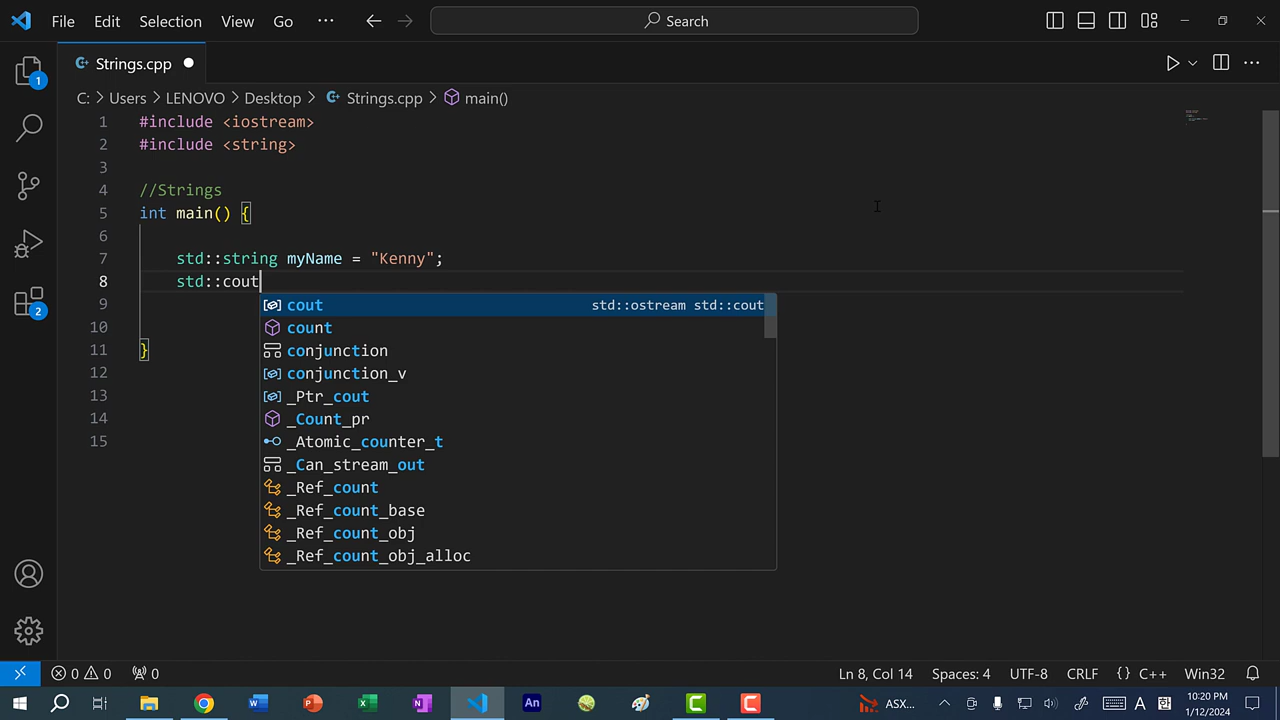 File Edit Selection View Go ··· Search
Strings.cpp
C: > Users > LENOVO > Desktop > Strings.cpp > main()
1 #include <iostream>
2 #include <string>
3
4 //Strings
5 int main() {
6
7 std::string myName = "Kenny";
8 std::cout
9 cout std::ostream std::cout
10 count
11 } conjunction
12 conjunction_v
13 _Ptr_cout
14 _Count_pr
15 _Atomic_counter_t
_Can_stream_out
_Ref_count
_Ref_count_base
_Ref_count_obj
_Ref_count_obj_alloc
1
2
0 0 0 Ln 8, Col 14 Spaces: 4 UTF-8 CRLF {} C++ Win32
An ASX... A 10:20 PM
1/12/2024